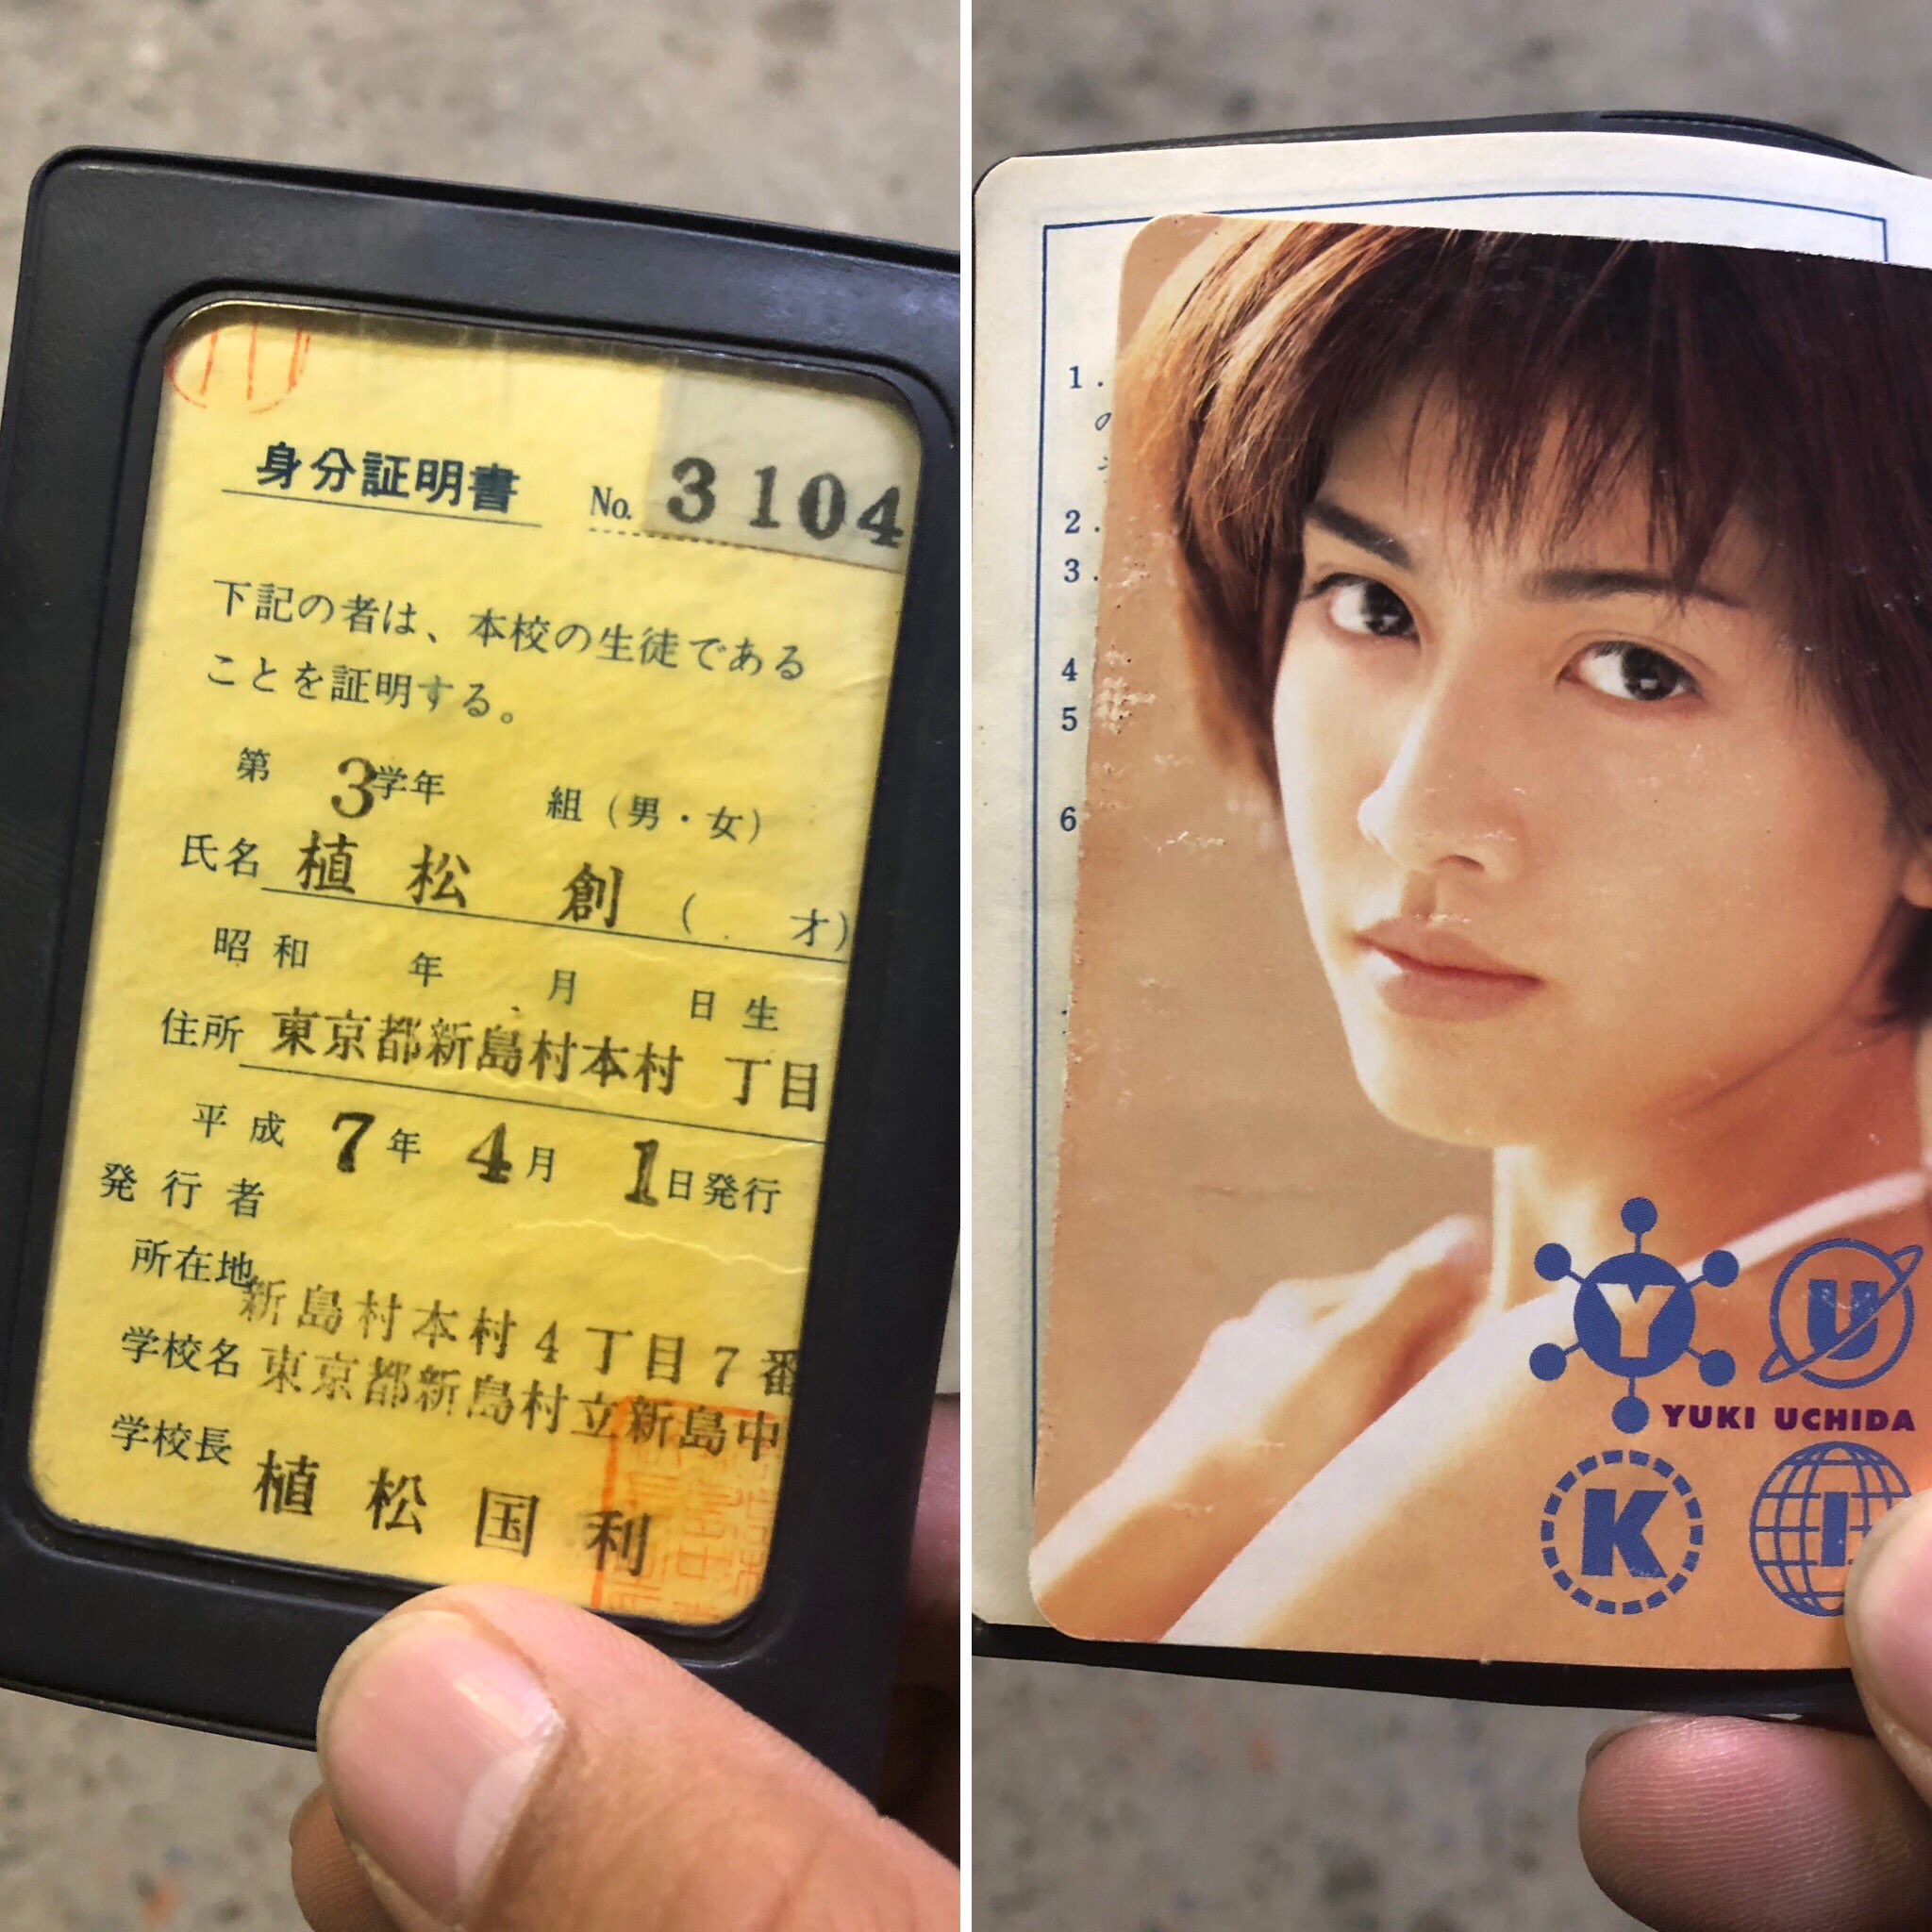 身分証明書 No. 3104
下記の者は、本校の生徒である
ことを証明する。
第 3学年 組（男・女）
氏名 植松 創（ 才）
昭和 年 月 日生
住所 東京都新島村本村 丁目
平成 7年 4月 1日発行
発行者
所在地 新島村本村4丁目7番
学校名 東京都新島村立新島中
学校長 植松国利
1.
の
2.
3.
4
5
6
Y U
YUKI UCHIDA
K I